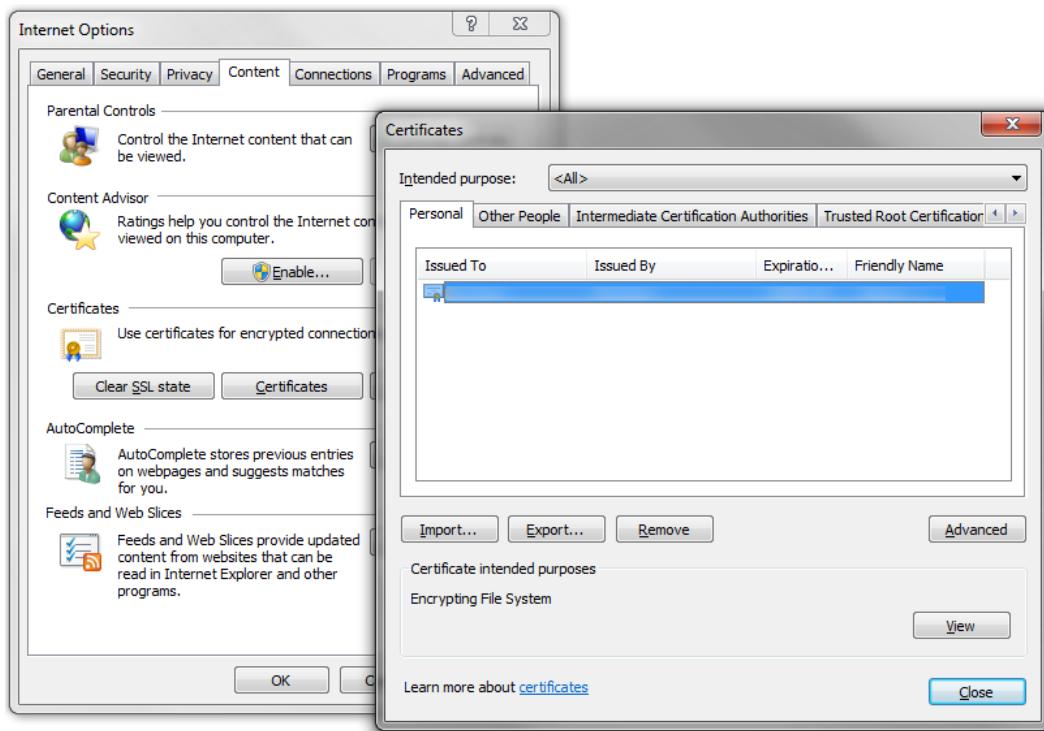 Internet Options
General Security Privacy Content Connections Programs Advanced
Parental Controls
Control the Internet content that can
be viewed.
Content Advisor
Ratings help you control the Internet con
viewed on this computer.
Enable...
Certificates
Use certificates for encrypted connection
Clear SSL state Certificates
AutoComplete
AutoComplete stores previous entries
on webpages and suggests matches
for you.
Feeds and Web Slices
Feeds and Web Slices provide updated
content from websites that can be
read in Internet Explorer and other
programs.
OK C
Certificates
Intended purpose: <All>
Personal Other People Intermediate Certification Authorities Trusted Root Certification
Issued To Issued By Expiratio... Friendly Name
Import... Export... Remove Advanced
Certificate intended purposes
Encrypting File System
View
Learn more about certificates
Close